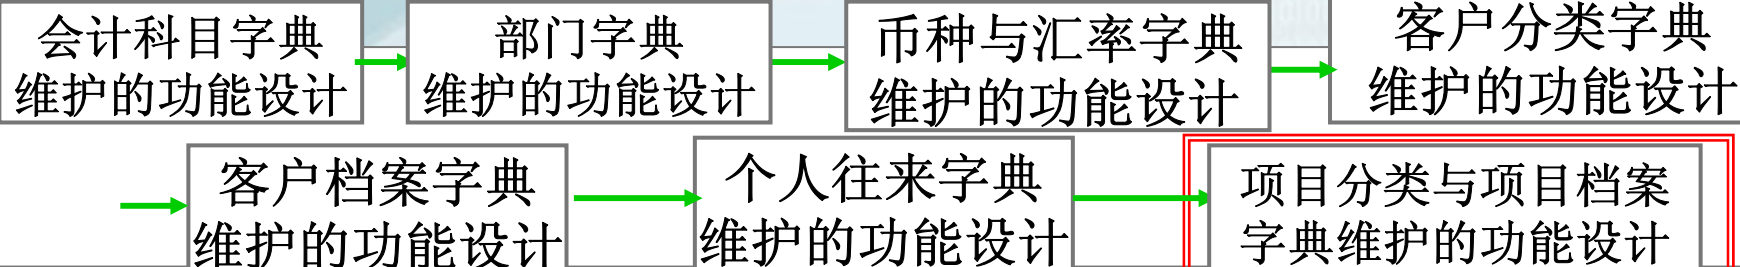 会计科目字典
维护的功能设计
部门字典
维护的功能设计
币种与汇率字典
维护的功能设计
客户分类字典
维护的功能设计
客户档案字典
维护的功能设计
个人往来字典
维护的功能设计
项目分类与项目档案
字典维护的功能设计